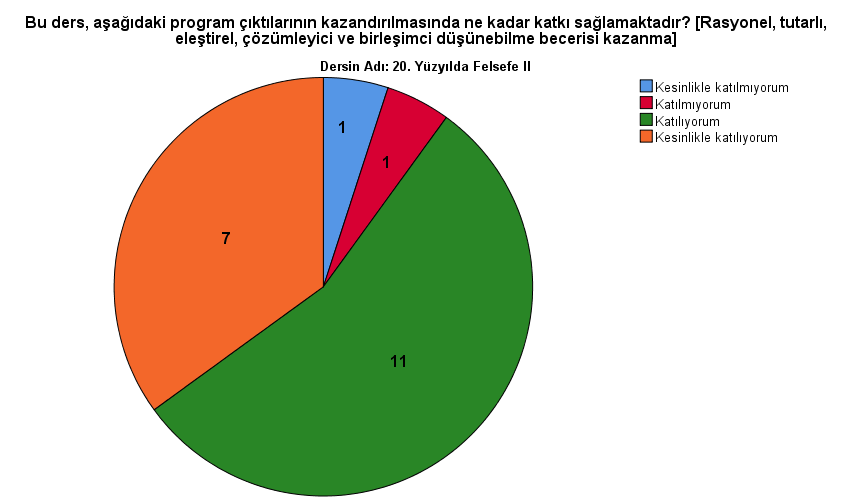 Bu ders, aşağıdaki program çıktılarının kazandırılmasında ne kadar katkı sağlamaktadır? [Rasyonel, tutarlı,
eleştirel, çözümleyici ve birleşimci düşünebilme becerisi kazanma]
Dersin Adı: 20. Yüzyılda Felsefe II
Kesinlikle katılmıyorum
Katılmıyorum
Katılıyorum
Kesinlikle katılıyorum
1
1
7
11